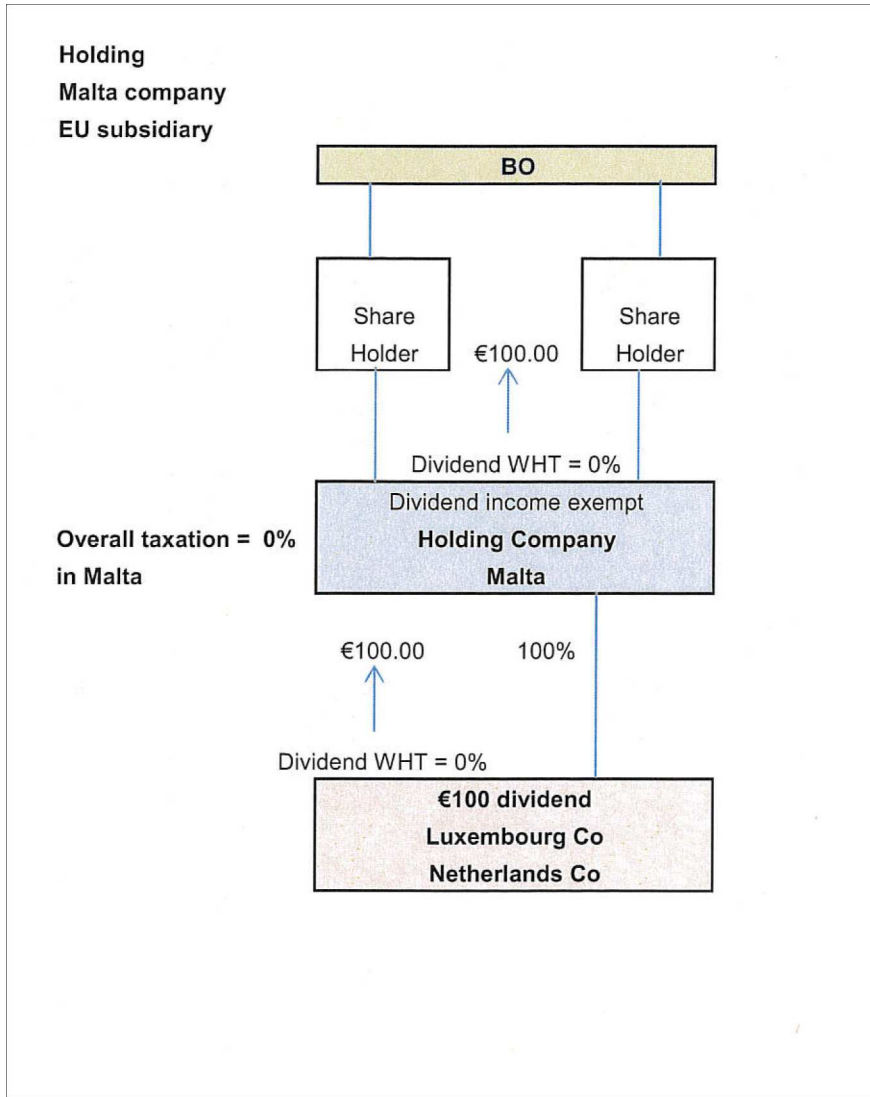 Holding
Malta company
EU subsidiary
BO
Share
Holder
Share
Holder
€100.00
Dividend WHT = 0%
Dividend income exempt
Holding Company
Malta
Overall taxation = 0%
in Malta
€100.00
100%
Dividend WHT = 0%
€100 dividend
Luxembourg Co
Netherlands Co